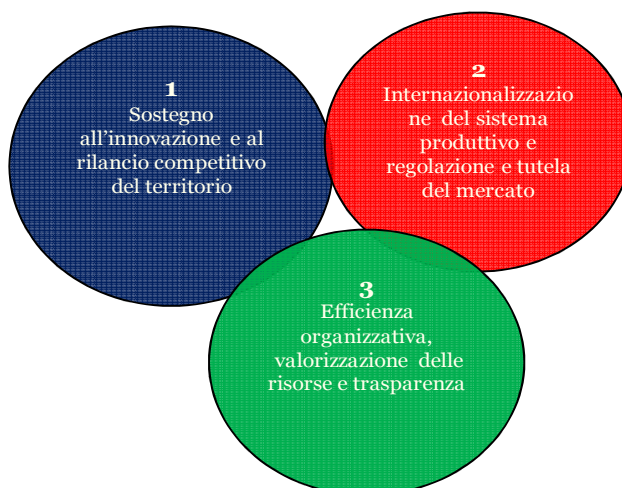 1
Sostegno
all'innovazione e al
rilancio competitivo
del territorio
2
Internazionalizzazio
ne del sistema
produttivo e
regolazione e tutela
del mercato
3
Efficienza
organizzativa,
valorizzazione delle
risorse e trasparenza